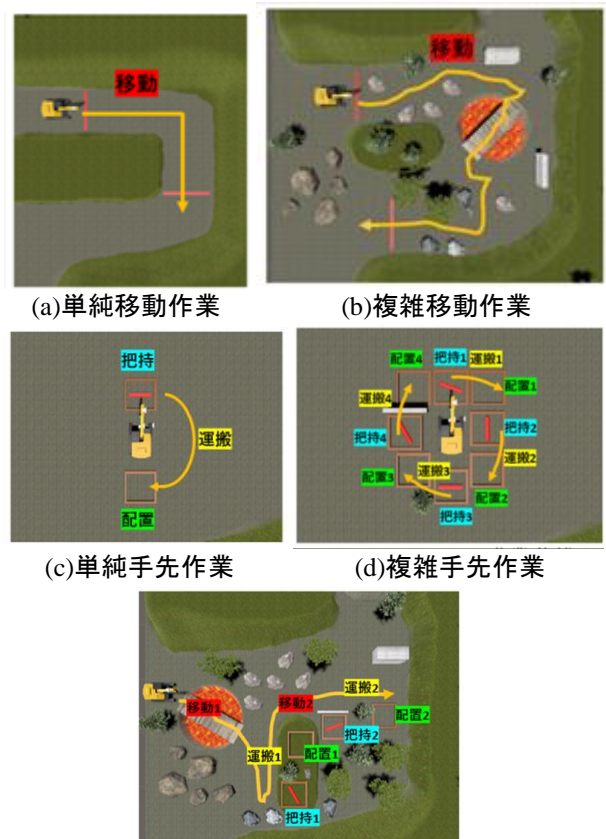 移動
移動
(a)単純移動作業
(b)複雑移動作業
把持
運搬
配置
配置4
把持1
運搬1
配置1
運搬4
把持2
把持4
運搬2
運搬3
配置3
配置2
把持3
(c)単純手先作業
(d)複雑手先作業
運搬2
移動1
移動2
配置2
把持2
運搬1
配置1
把持1